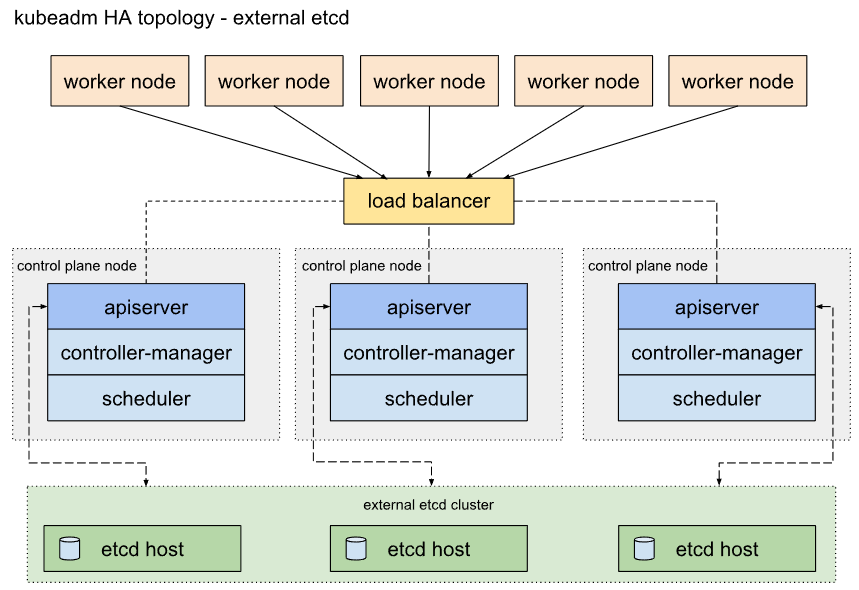 kubeadm HA topology - external etcd
worker node
worker node
worker node
worker node
worker node
load balancer
control plane node
control plane node
control plane node
apiserver
apiserver
apiserver
controller-manager
controller-manager
controller-manager
scheduler
scheduler
scheduler
external etcd cluster
etcd host
etcd host
etcd host